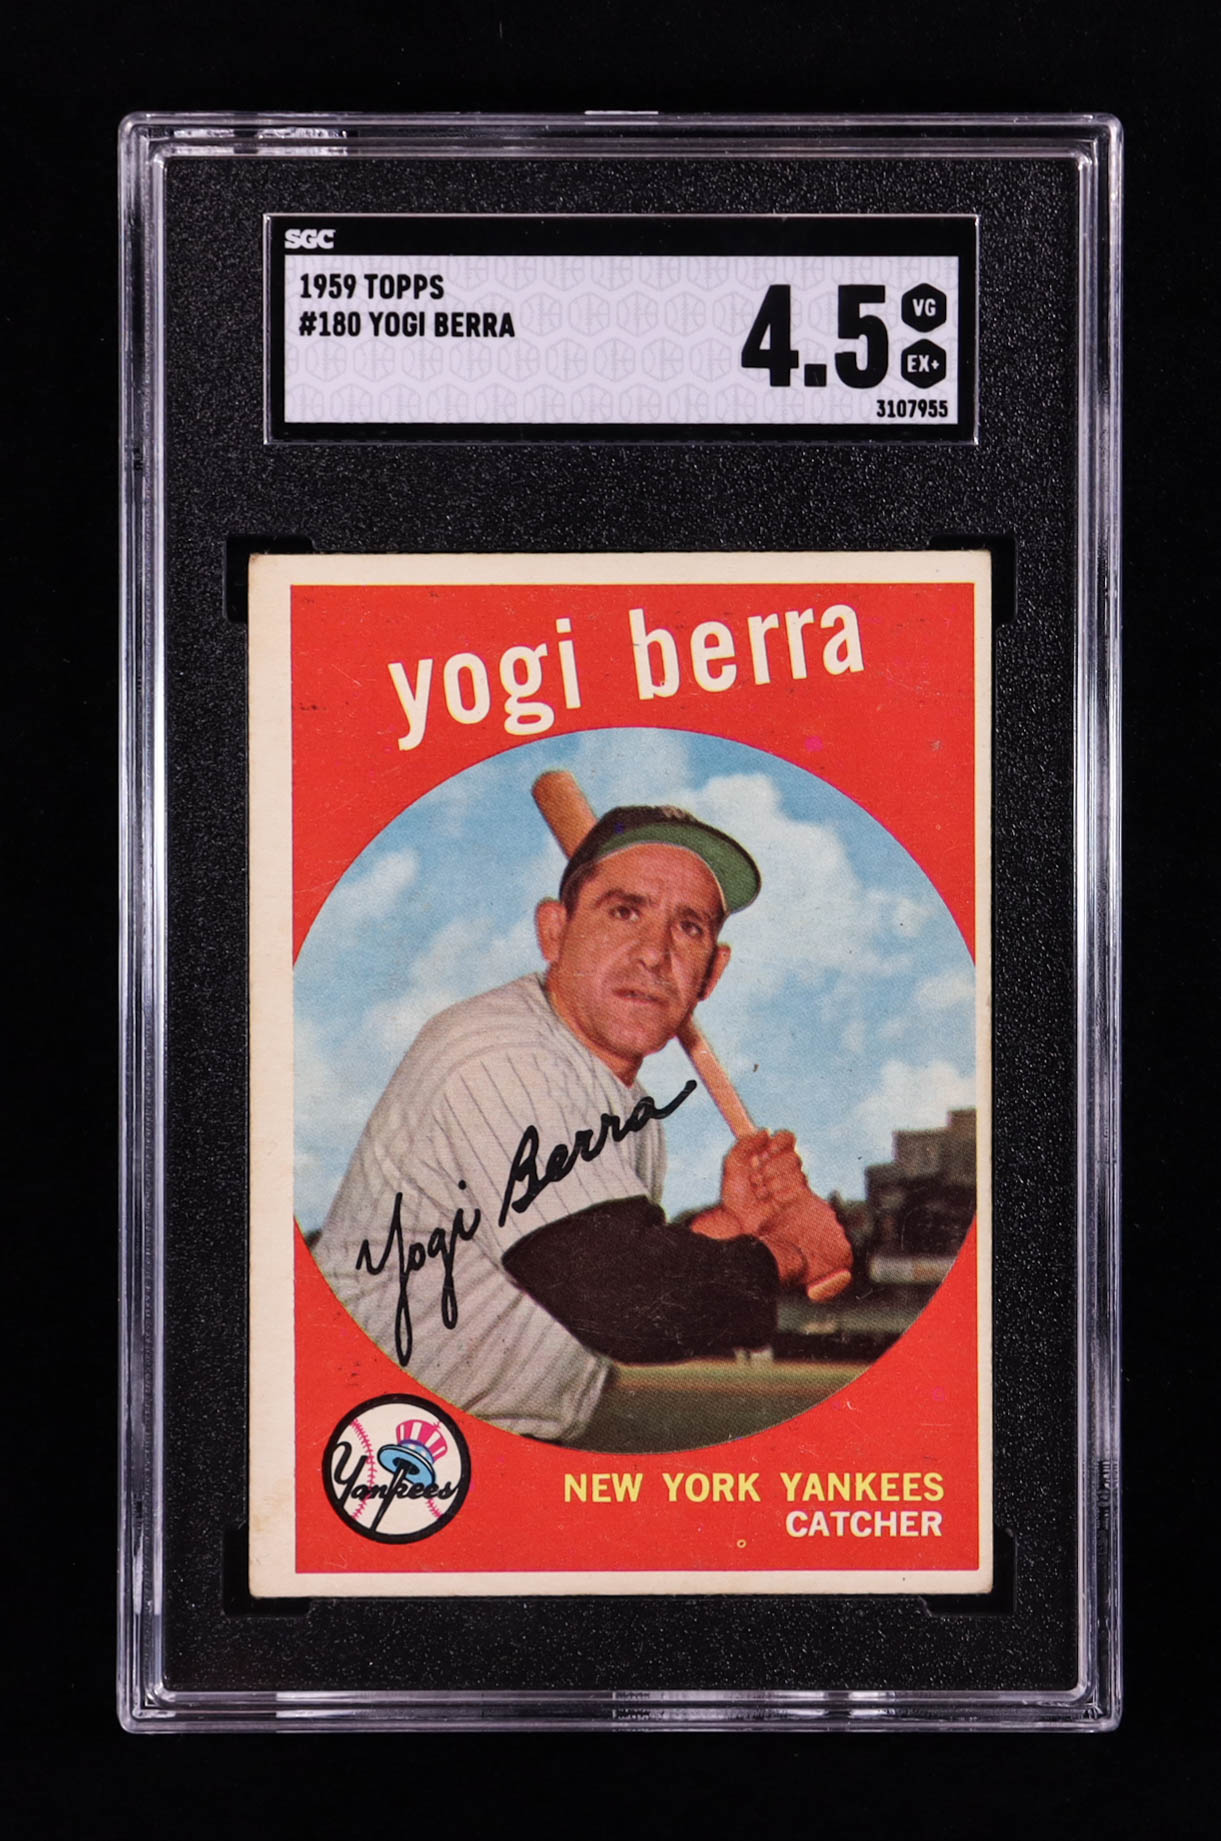 SGC
1959 TOPPS
#180 YOGI BERRA
4.5
VG
EX+
3107955
yogi berra
Yogi Berra
Yankees
NEW YORK YANKEES
CATCHER